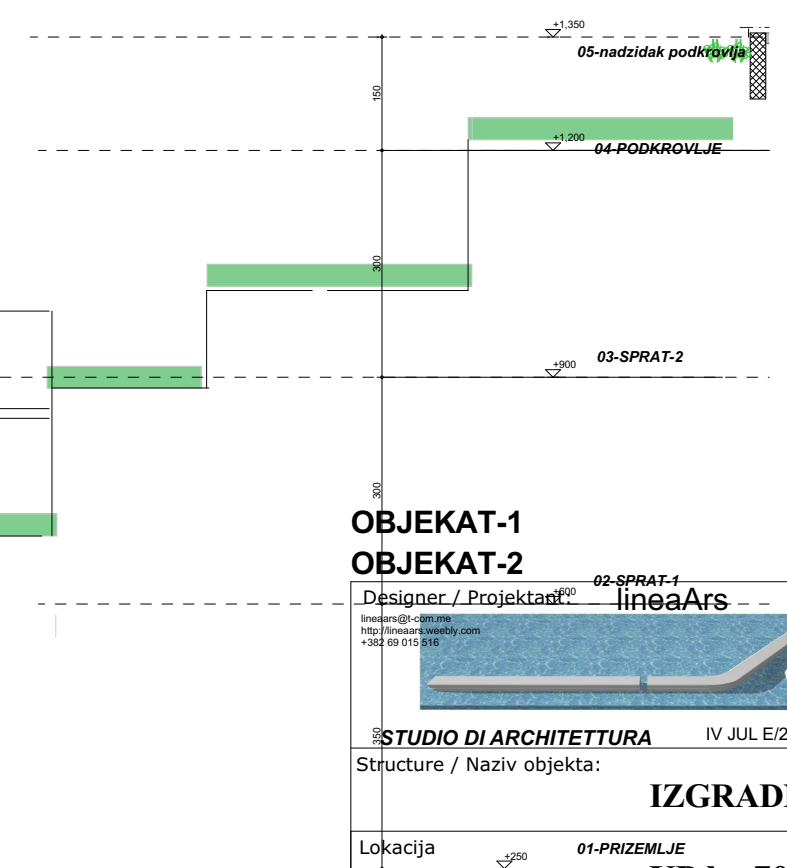 +1,350
05-nadzidak podkrovlja
150
+1,200
04-PODKROVLJE
300
03-SPRAT-2
+900
300
OBJEKAT-1
OBJEKAT-2
02-SPRAT-1
+600
Designer / Projektant:
lineaArs
lineaars@t-com.me
http://lineaars.weebly.com
+382 69 015 516
350
STUDIO DI ARCHITETTURA
IV JUL E/2
Structure / Naziv objekta:
Lokacija
01-PRIZEMLJE
+250